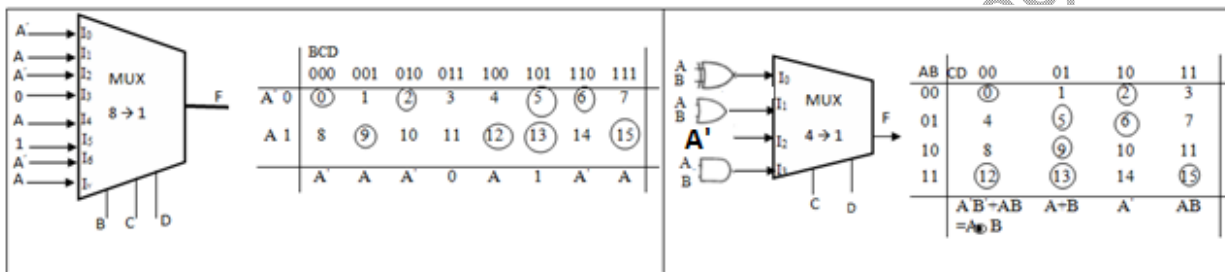 A' I0
A I1
A' I2
0 I3
A I4
1 I5
A' I6
A
MUX
8 → 1
F
B C D
BCD
000 001 010 011 100 101 110 111
A' 0 0 1 2 3 4 5 6 7
A 1 8 9 10 11 12 13 14 15
A' A A' 0 A 1 A' A
A
B I0
A
B I1
A' I2
A
B
MUX
4 → 1
F
C D
AB CD 00 01 10 11
00 0 1 2 3
01 4 5 6 7
10 8 9 10 11
11 12 13 14 15
A'B'+AB A+B A' AB
=A⊙B